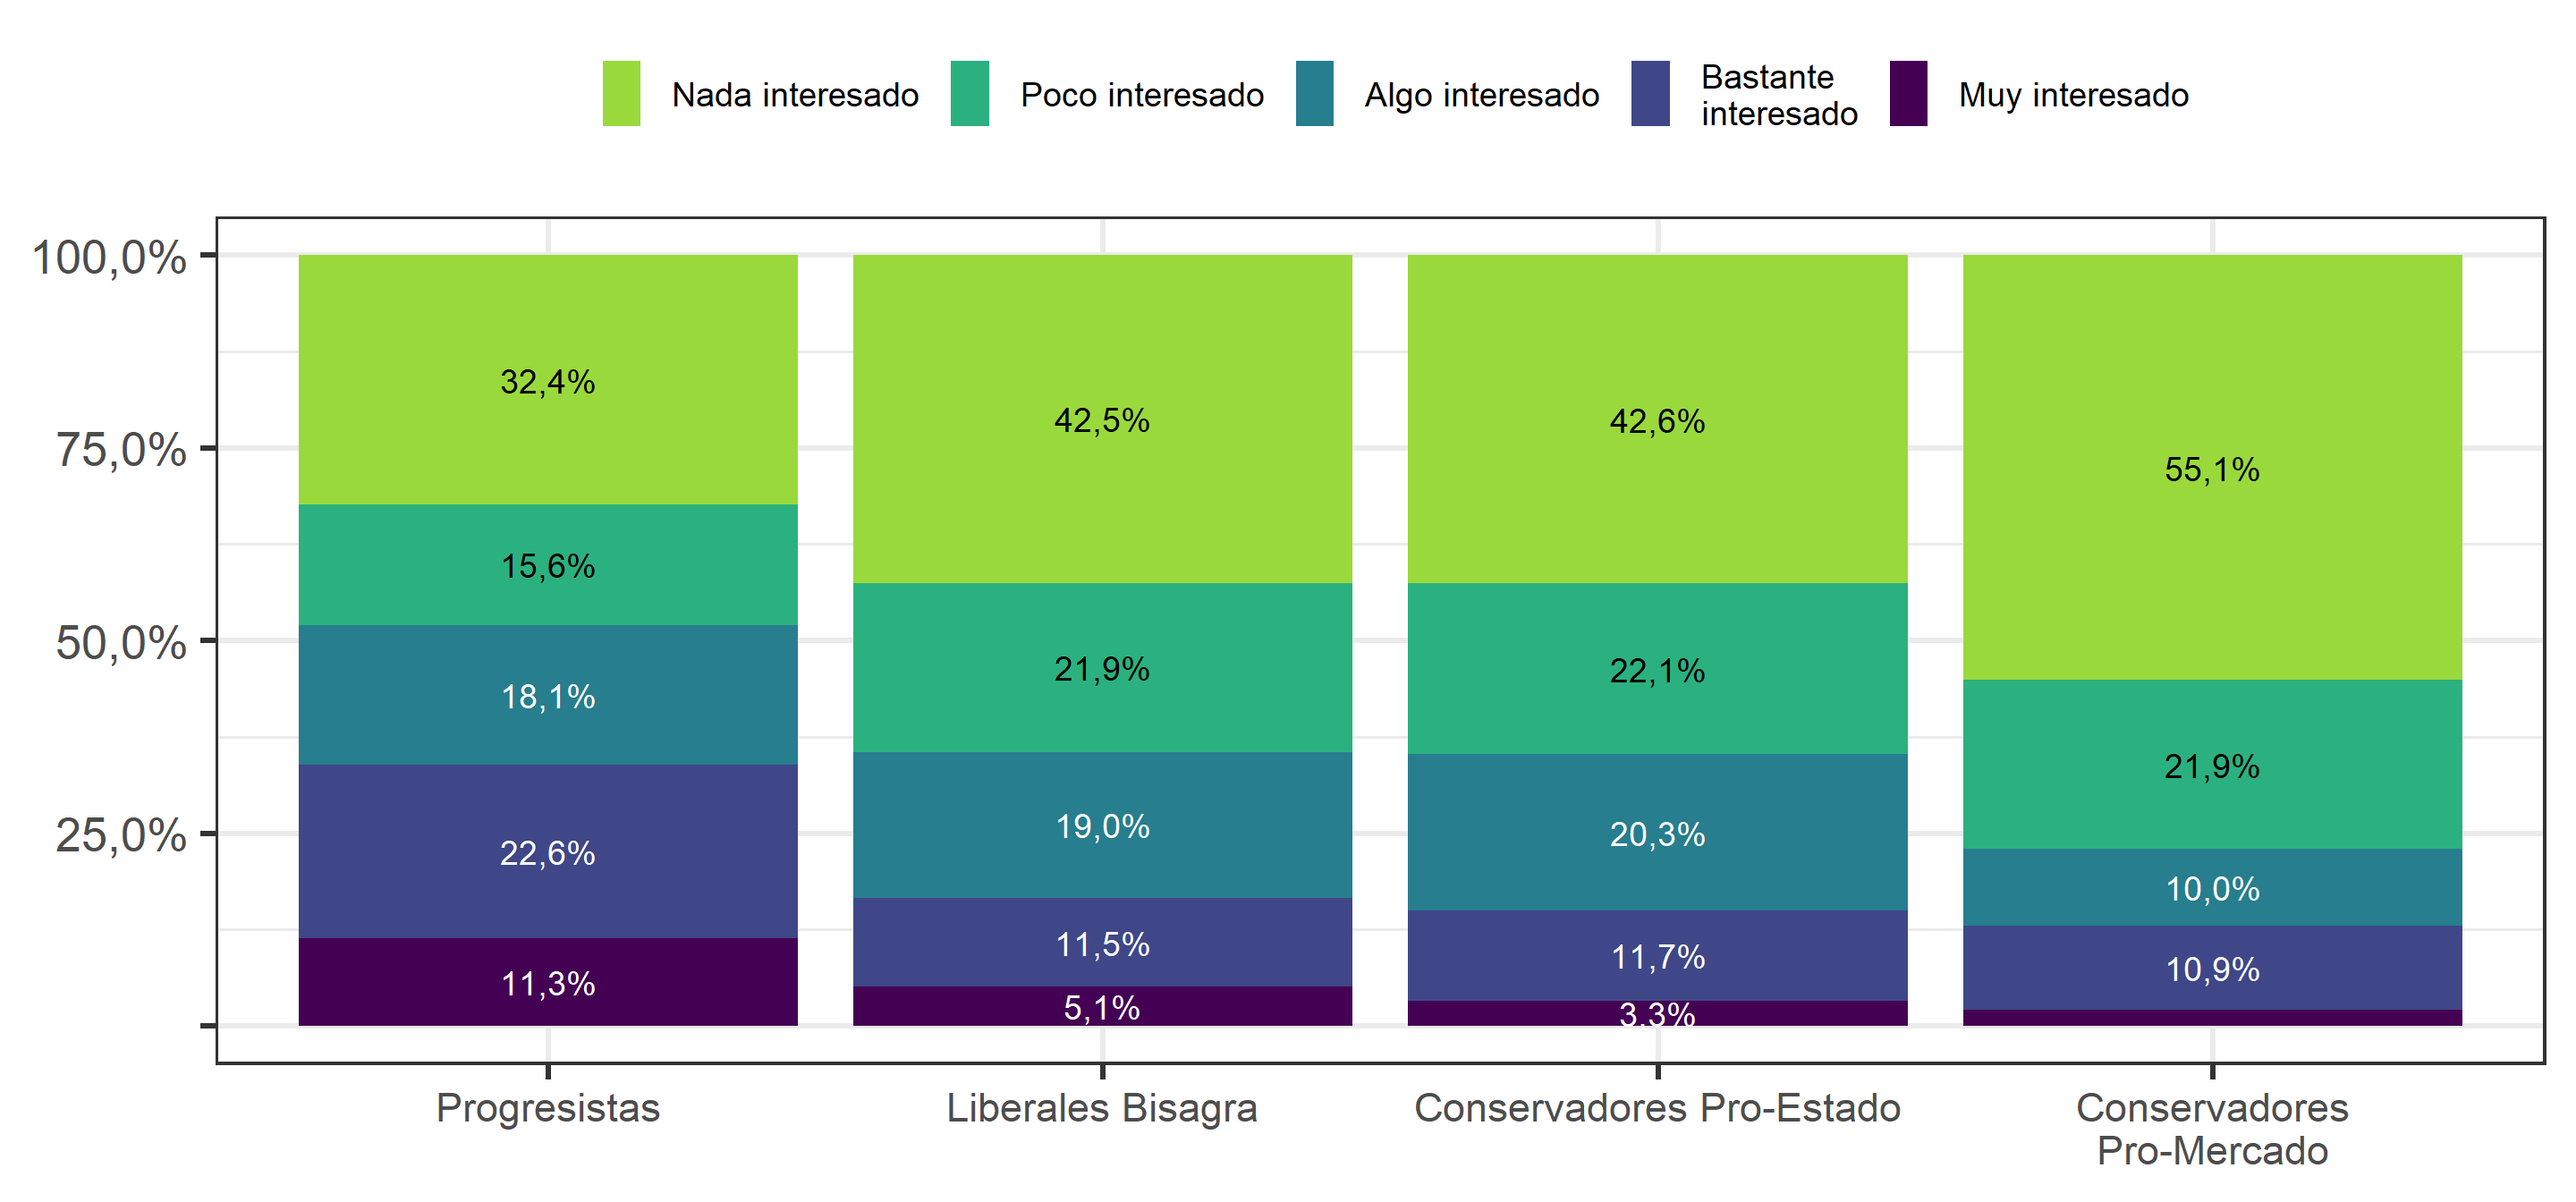 Nada interesado
Poco interesado
Algo interesado
Bastante
interesado
Muy interesado
100,0%
75,0%
50,0%
25,0%
32,4%
15,6%
18,1%
22,6%
11,3%
42,5%
21,9%
19,0%
11,5%
5,1%
42,6%
22,1%
20,3%
11,7%
3,3%
55,1%
21,9%
10,0%
10,9%
Progresistas
Liberales Bisagra
Conservadores Pro-Estado
Conservadores
Pro-Mercado